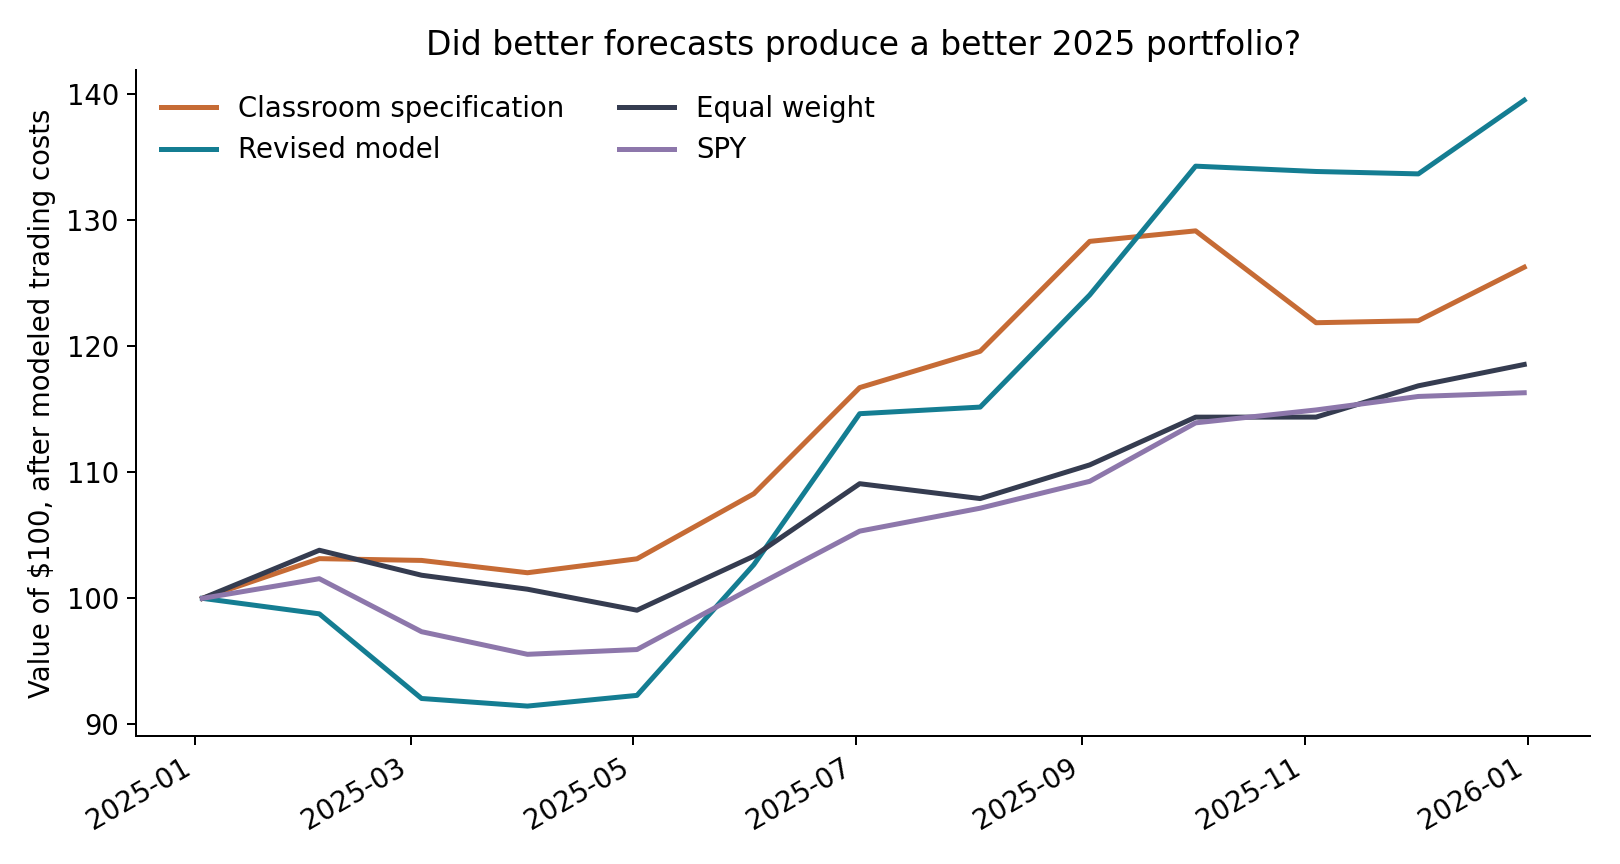 Did better forecasts produce a better 2025 portfolio?
Value of $100, after modeled trading costs
140
130
120
110
100
90
Classroom specification
Revised model
Equal weight
SPY
2025-01
2025-03
2025-05
2025-07
2025-09
2025-11
2026-01